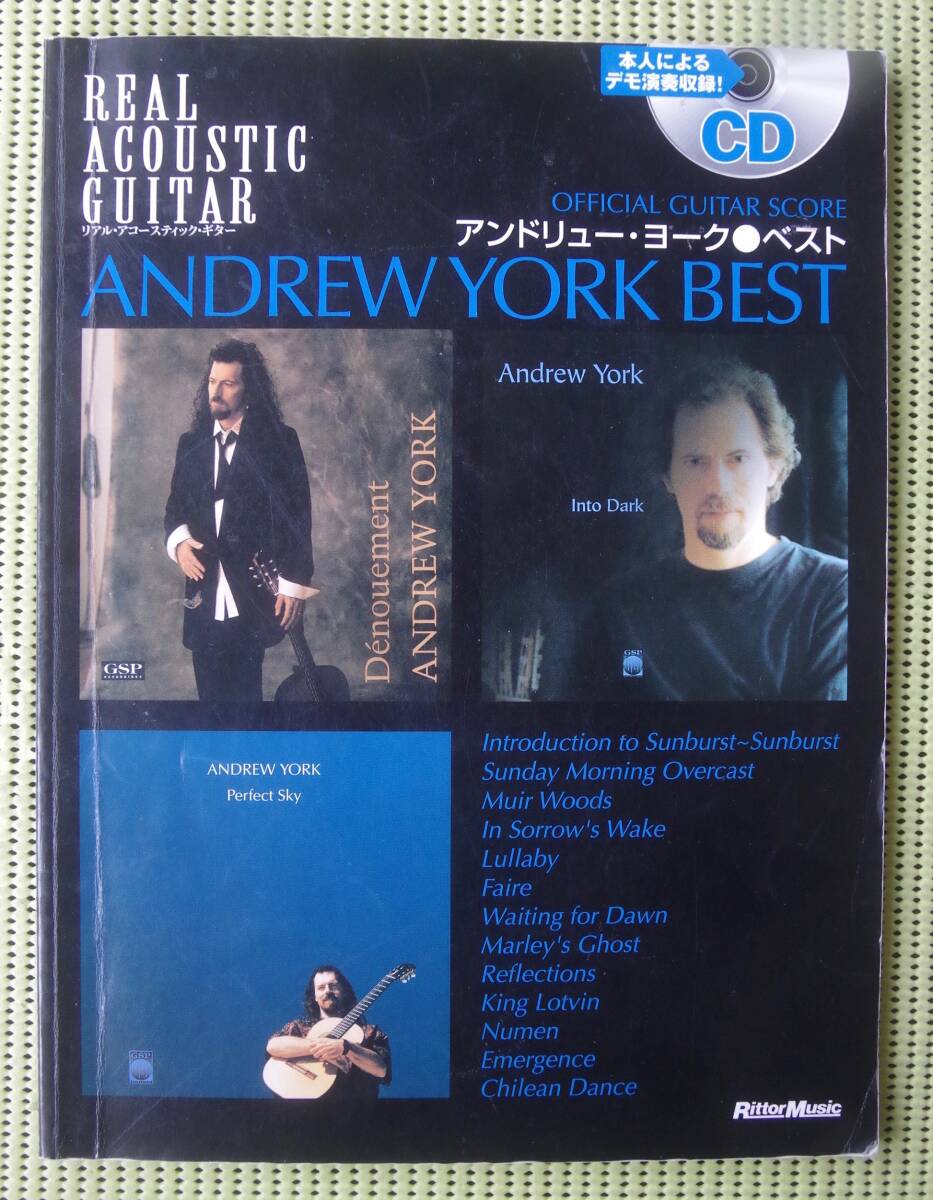 REAL
ACOUSTIC
GUITAR
リアル・アコースティック・ギター
本人による
デモ演奏収録!
CD
OFFICIAL GUITAR SCORE
アンドリュー・ヨーク●ベスト
ANDREW YORK BEST
Dénouement
ANDREW YORK
GSP
RECORDINGS
Andrew York
Into Dark
GSP
ANDREW YORK
Perfect Sky
GSP
Introduction to Sunburst~Sunburst
Sunday Morning Overcast
Muir Woods
In Sorrow's Wake
Lullaby
Faire
Waiting for Dawn
Marley's Ghost
Reflections
King Lotvin
Numen
Emergence
Chilean Dance
RittorMusic